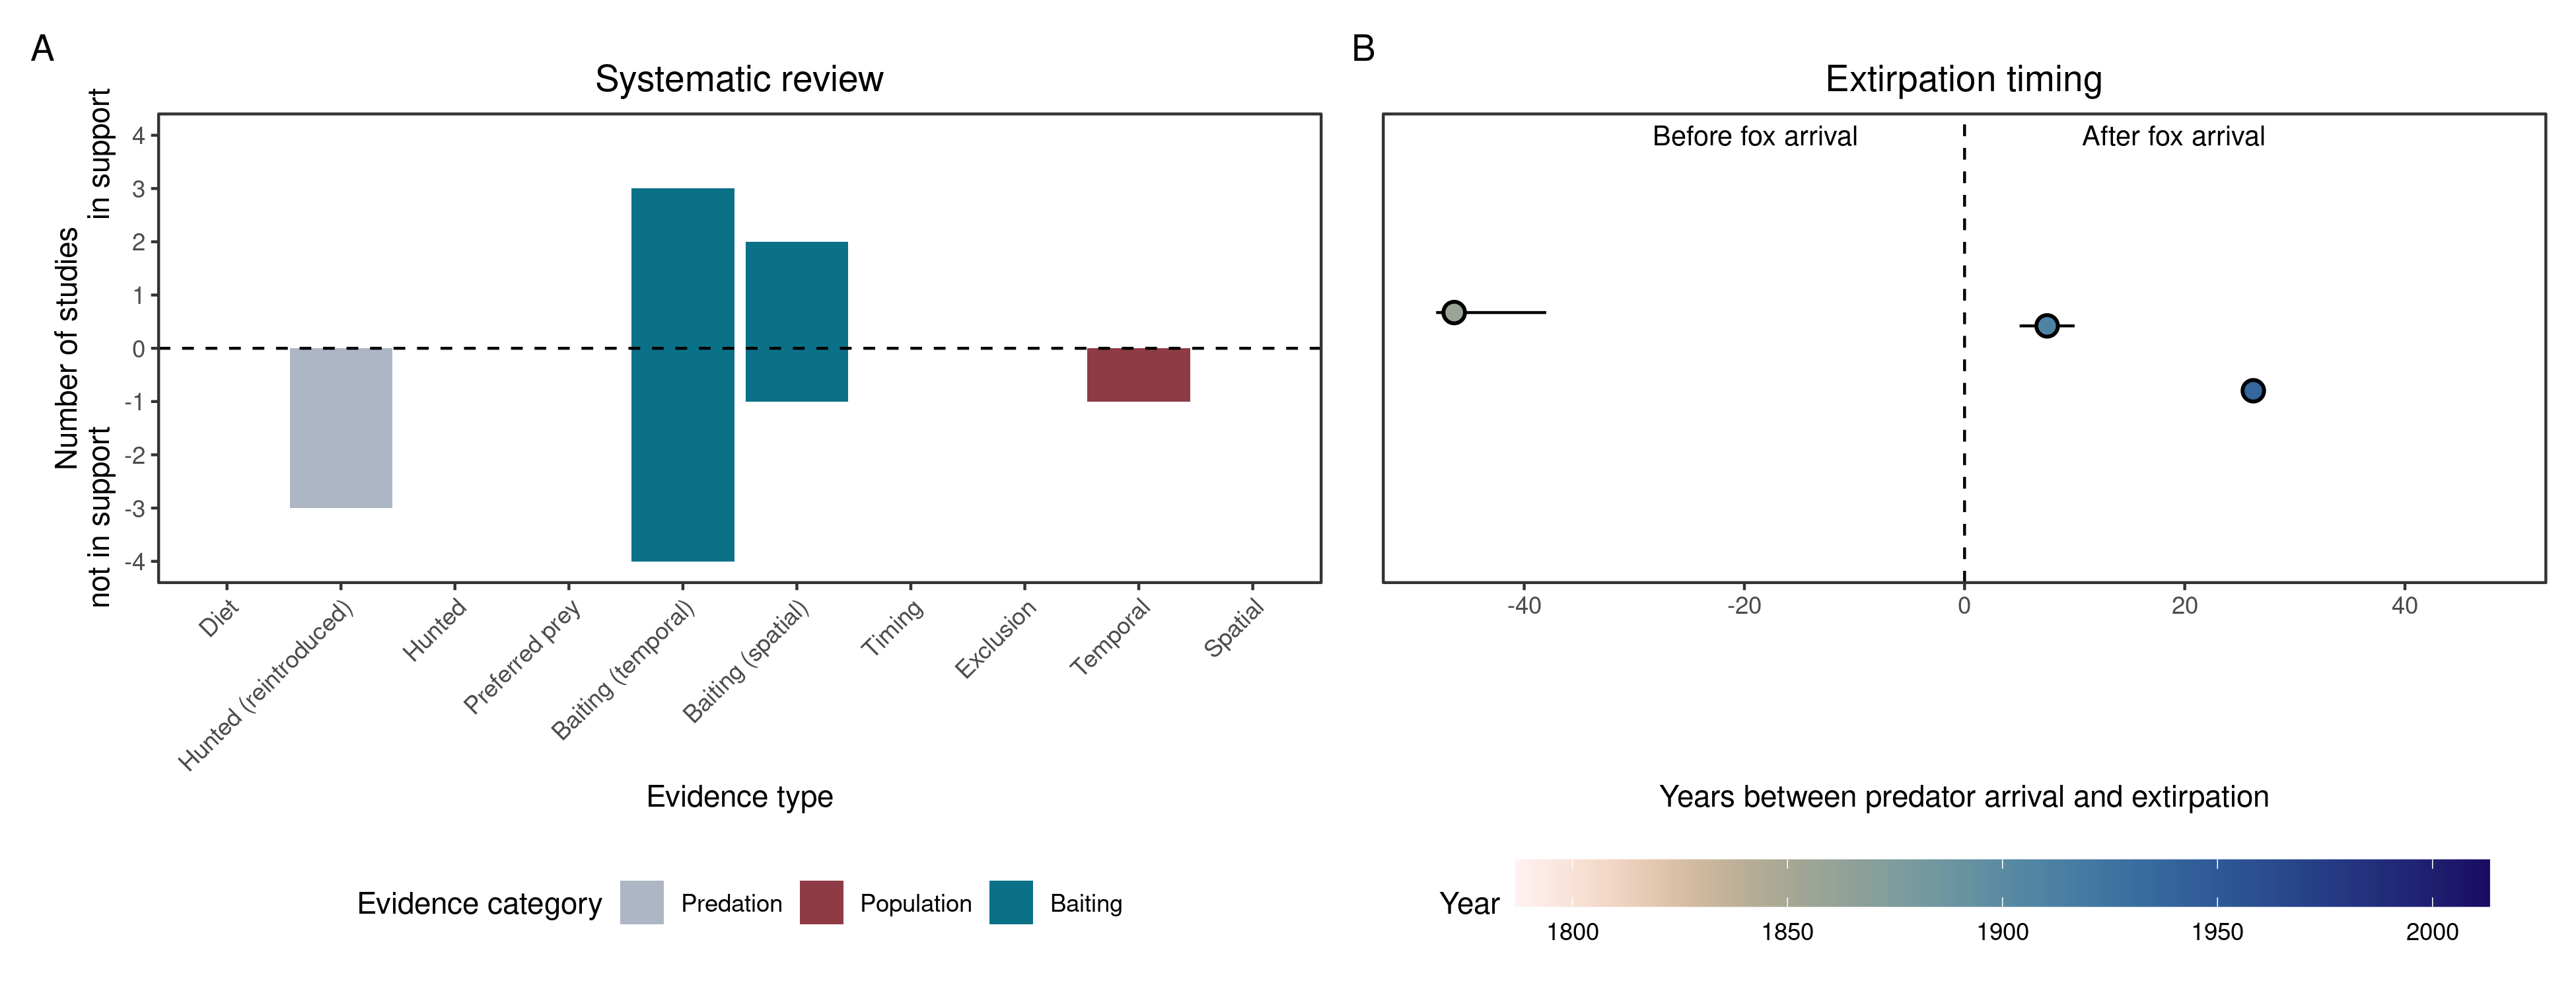 A
Systematic review
Number of studies
not in support
in support
4
3
2
1
0
-1
-2
-3
-4
Diet
Hunted (reintroduced)
Hunted
Preferred prey
Baiting (temporal)
Baiting (spatial)
Timing
Exclusion
Temporal
Spatial
Evidence type
Evidence category
Predation
Population
Baiting
B
Extirpation timing
Before fox arrival
After fox arrival
-40
-20
0
20
40
Years between predator arrival and extirpation
Year
1800
1850
1900
1950
2000